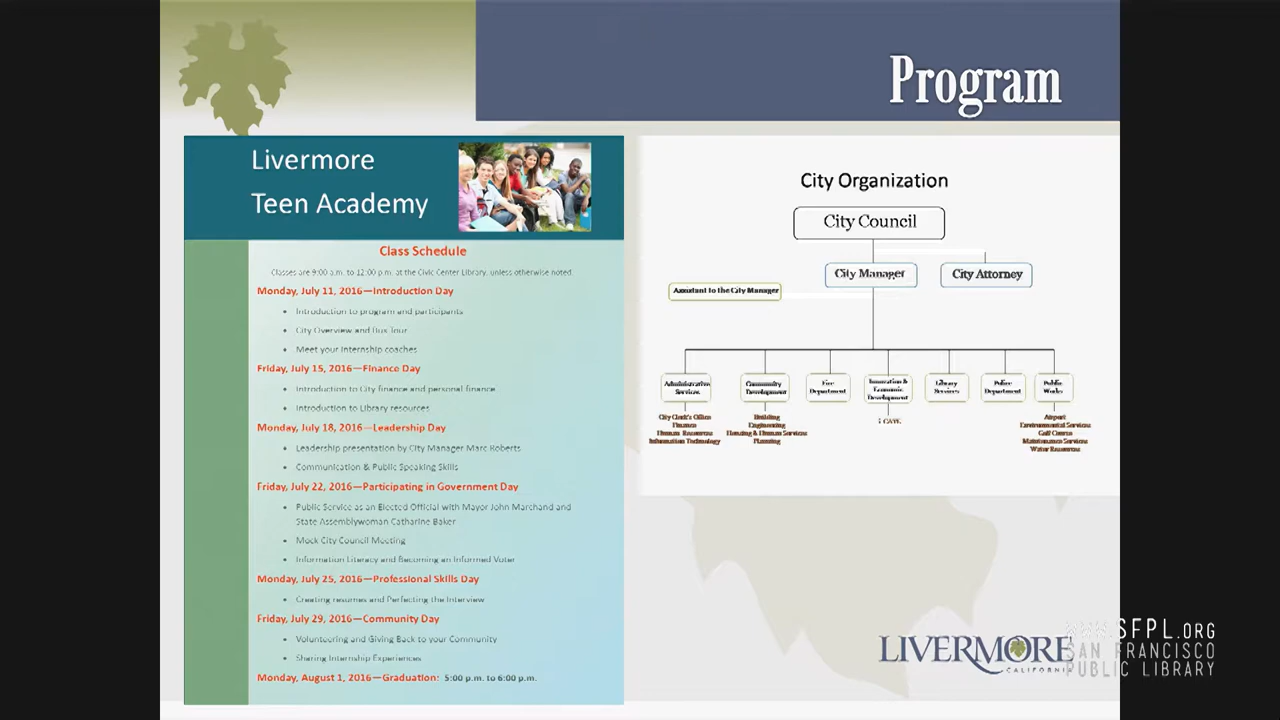 Program
Livermore
Teen Academy
Class Schedule
Classes are 9:00 a.m. to 12:00 p.m. at the Civic Center Library, unless otherwise noted.
Monday, July 11, 2016—Introduction Day
• Introduction to program and participants
• City Overview and Bus Tour
• Meet your internship coaches
Friday, July 15, 2016—Finance Day
• Introduction to City finance and personal finance
• Introduction to Library resources
Monday, July 18, 2016—Leadership Day
• Leadership presentation by City Manager Marc Roberts
• Communication & Public Speaking Skills
Friday, July 22, 2016—Participating in Government Day
• Public Service as an Elected Official with Mayor John Marchand and
State Assemblywoman Catharine Baker
• Mock City Council Meeting
• Information Literacy and Becoming an Informed Voter
Monday, July 25, 2016—Professional Skills Day
• Creating resumes and Perfecting the Interview
Friday, July 29, 2016—Community Day
• Volunteering and Giving Back to your Community
• Sharing Internship Experiences
Monday, August 1, 2016—Graduation: 5:00 p.m. to 6:00 p.m.
City Organization
City Council
City Manager
City Attorney
Assistant to the City Manager
Administrative
Services
Community
Development
Fire
Department
Innovation &
Economic
Development
Library
Services
Police
Department
Public
Works
City Clerk's Office
Finance
Human Resources
Information Technology
Building
Engineering
Housing & Human Services
Planning
Airport
Environmental Services
Golf Course
Maintenance Services
Water Resources
LIVERMORE
CALIFORNIA
WWW.SFPL.ORG
SAN FRANCISCO
PUBLIC LIBRARY